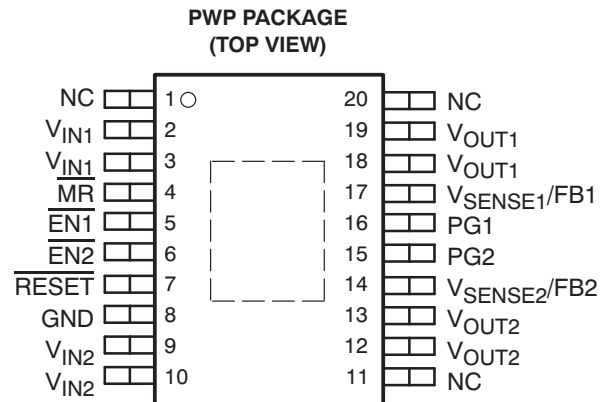 PWP PACKAGE
(TOP VIEW)
NC 1 20 NC
VIN1 2 19 VOUT1
VIN1 3 18 VOUT1
MR 4 17 VSENSE1/FB1
EN1 5 16 PG1
EN2 6 15 PG2
RESET 7 14 VSENSE2/FB2
GND 8 13 VOUT2
VIN2 9 12 VOUT2
VIN2 10 11 NC